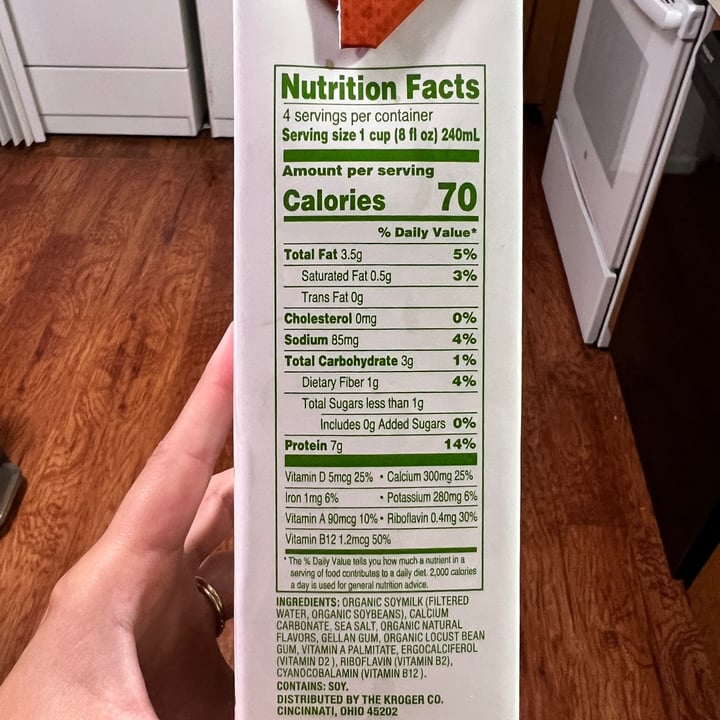 Nutrition Facts
4 servings per container
Serving size 1 cup (8 fl oz) 240mL
Amount per serving
Calories 70
% Daily Value*
Total Fat 3.5g 5%
Saturated Fat 0.5g 3%
Trans Fat 0g
Cholesterol 0mg 0%
Sodium 85mg 4%
Total Carbohydrate 3g 1%
Dietary Fiber 1g 4%
Total Sugars less than 1g
Includes 0g Added Sugars 0%
Protein 7g 14%
Vitamin D 5mcg 25% • Calcium 300mg 25%
Iron 1mg 6% • Potassium 280mg 6%
Vitamin A 90mcg 10% • Riboflavin 0.4mg 30%
Vitamin B12 1.2mcg 50%
* The % Daily Value tells you how much a nutrient in a
serving of food contributes to a daily diet. 2,000 calories
a day is used for general nutrition advice.
INGREDIENTS: ORGANIC SOYMILK (FILTERED
WATER, ORGANIC SOYBEANS), CALCIUM
CARBONATE, SEA SALT, ORGANIC NATURAL
FLAVORS, GELLAN GUM, ORGANIC LOCUST BEAN
GUM, VITAMIN A PALMITATE, ERGOCALCIFEROL
(VITAMIN D2 ), RIBOFLAVIN (VITAMIN B2),
CYANOCOBALAMIN (VITAMIN B12 ).
CONTAINS: SOY.
DISTRIBUTED BY THE KROGER CO.
CINCINNATI, OHIO 45202